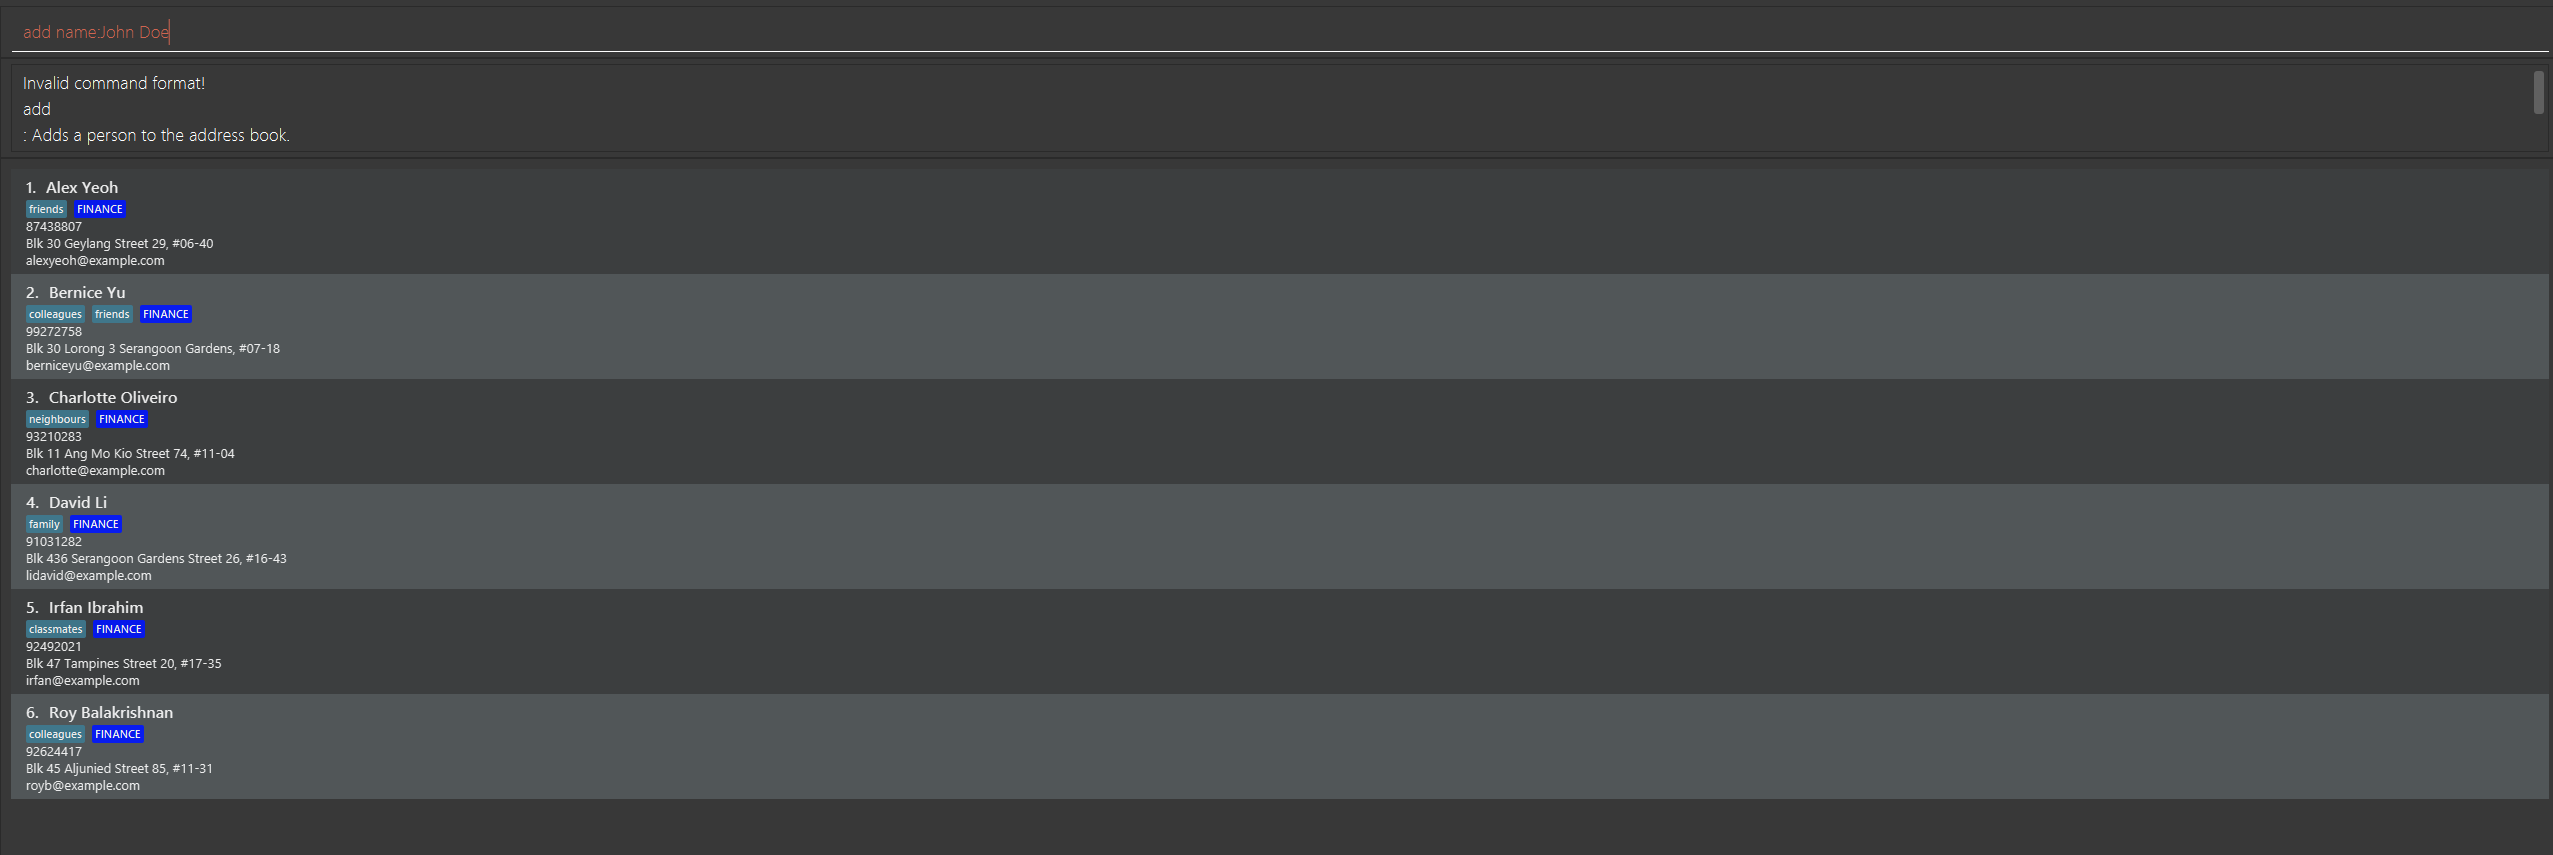 add name:John Doe
Invalid command format!
add
: Adds a person to the address book.
1. Alex Yeoh
friends FINANCE
87438807
Blk 30 Geylang Street 29, #06-40
alexyeoh@example.com
2. Bernice Yu
colleagues friends FINANCE
99272758
Blk 30 Lorong 3 Serangoon Gardens, #07-18
berniceyu@example.com
3. Charlotte Oliveiro
neighbours FINANCE
93210283
Blk 11 Ang Mo Kio Street 74, #11-04
charlotte@example.com
4. David Li
family FINANCE
91031282
Blk 436 Serangoon Gardens Street 26, #16-43
lidavid@example.com
5. Irfan Ibrahim
classmates FINANCE
92492021
Blk 47 Tampines Street 20, #17-35
irfan@example.com
6. Roy Balakrishnan
colleagues FINANCE
92624417
Blk 45 Aljunied Street 85, #11-31
royb@example.com